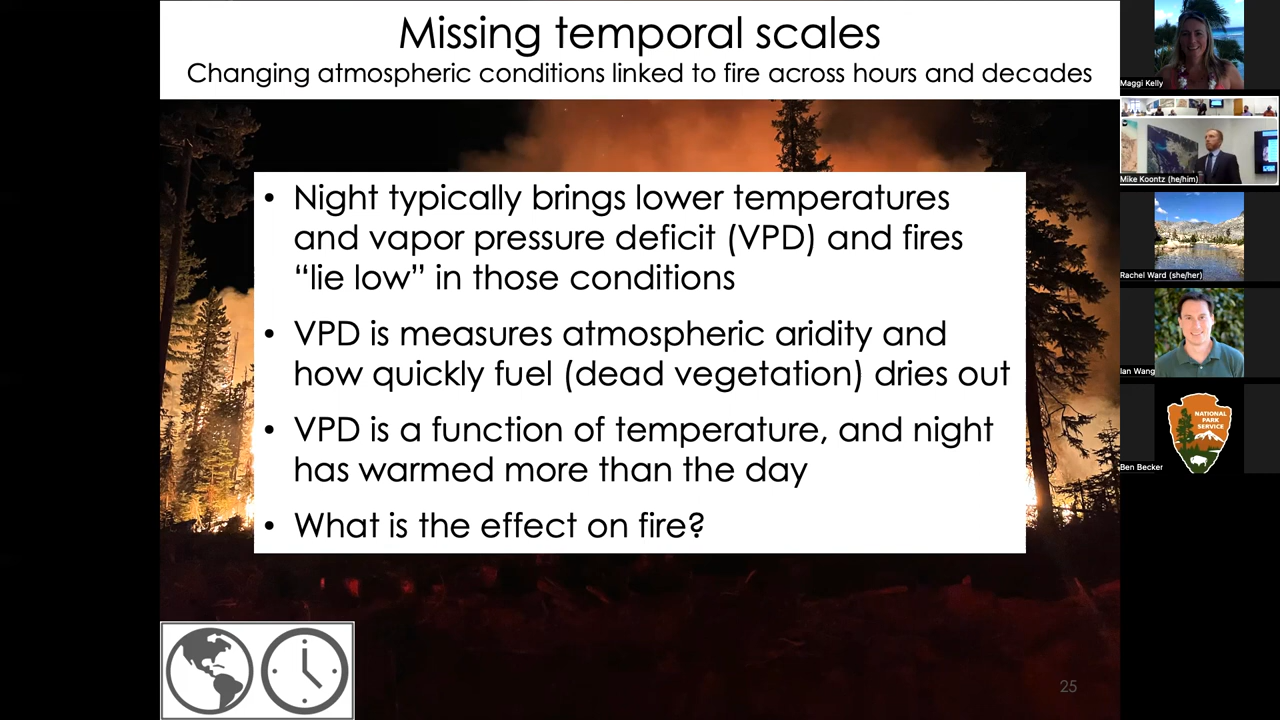 Missing temporal scales
Changing atmospheric conditions linked to fire across hours and decades
• Night typically brings lower temperatures
and vapor pressure deficit (VPD) and fires
“lie low” in those conditions
• VPD is measures atmospheric aridity and
how quickly fuel (dead vegetation) dries out
• VPD is a function of temperature, and night
has warmed more than the day
• What is the effect on fire?
25
Maggi Kelly
Mike Koontz (he/him)
Rachel Ward (she/her)
Ian Wang
NATIONAL
PARK
SERVICE
Ben Becker